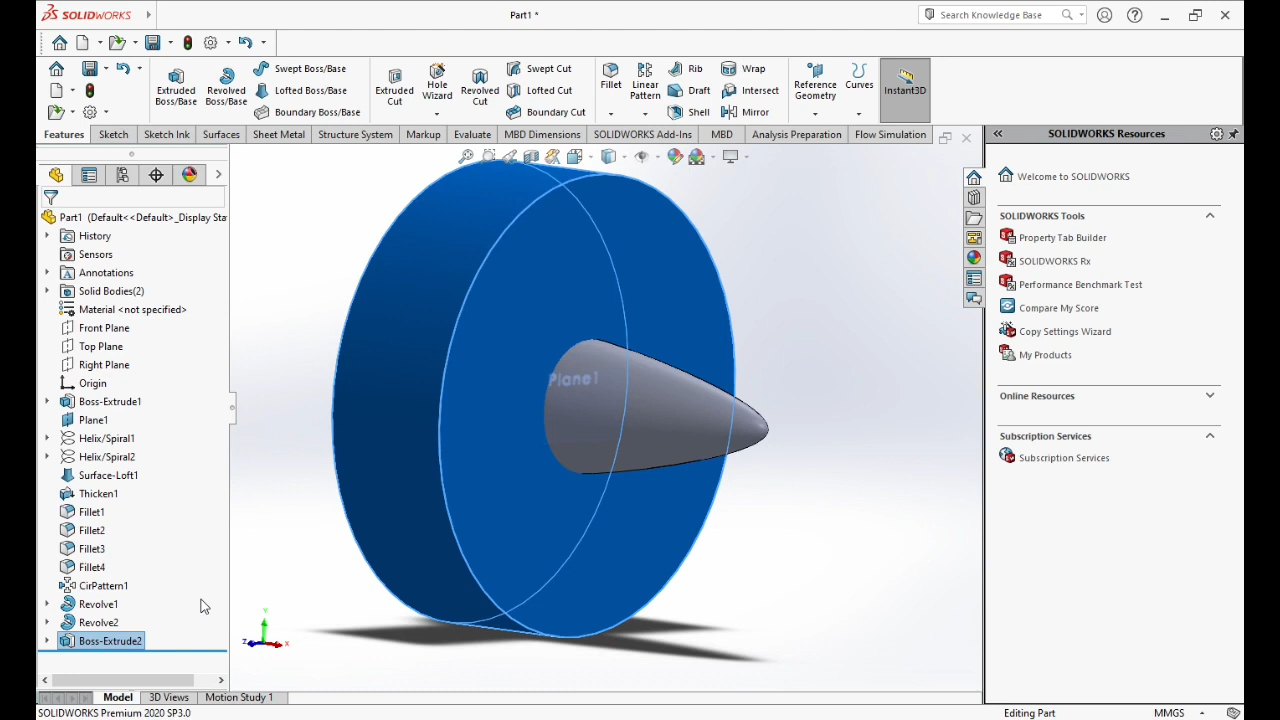 SOLIDWORKS
Part1 *
Search Knowledge Base
Extruded Boss/Base
Revolved Boss/Base
Swept Boss/Base
Lofted Boss/Base
Boundary Boss/Base
Extruded Cut
Hole Wizard
Revolved Cut
Swept Cut
Lofted Cut
Boundary Cut
Fillet
Linear Pattern
Rib
Draft
Shell
Wrap
Intersect
Mirror
Reference Geometry
Curves
Instant3D
Features
Sketch
Sketch Ink
Surfaces
Sheet Metal
Structure System
Markup
Evaluate
MBD Dimensions
SOLIDWORKS Add-Ins
MBD
Analysis Preparation
Flow Simulation
SOLIDWORKS Resources
Part1 (Default<<Default>_Display Sta
History
Sensors
Annotations
Solid Bodies(2)
Material <not specified>
Front Plane
Top Plane
Right Plane
Origin
Boss-Extrude1
Plane1
Helix/Spiral1
Helix/Spiral2
Surface-Loft1
Thicken1
Fillet1
Fillet2
Fillet3
Fillet4
CirPattern1
Revolve1
Revolve2
Boss-Extrude2
Plane1
Y
Z
X
Welcome to SOLIDWORKS
SOLIDWORKS Tools
Property Tab Builder
SOLIDWORKS Rx
Performance Benchmark Test
Compare My Score
Copy Settings Wizard
My Products
Online Resources
Subscription Services
Subscription Services
Model
3D Views
Motion Study 1
SOLIDWORKS Premium 2020 SP3.0
Editing Part
MMGS